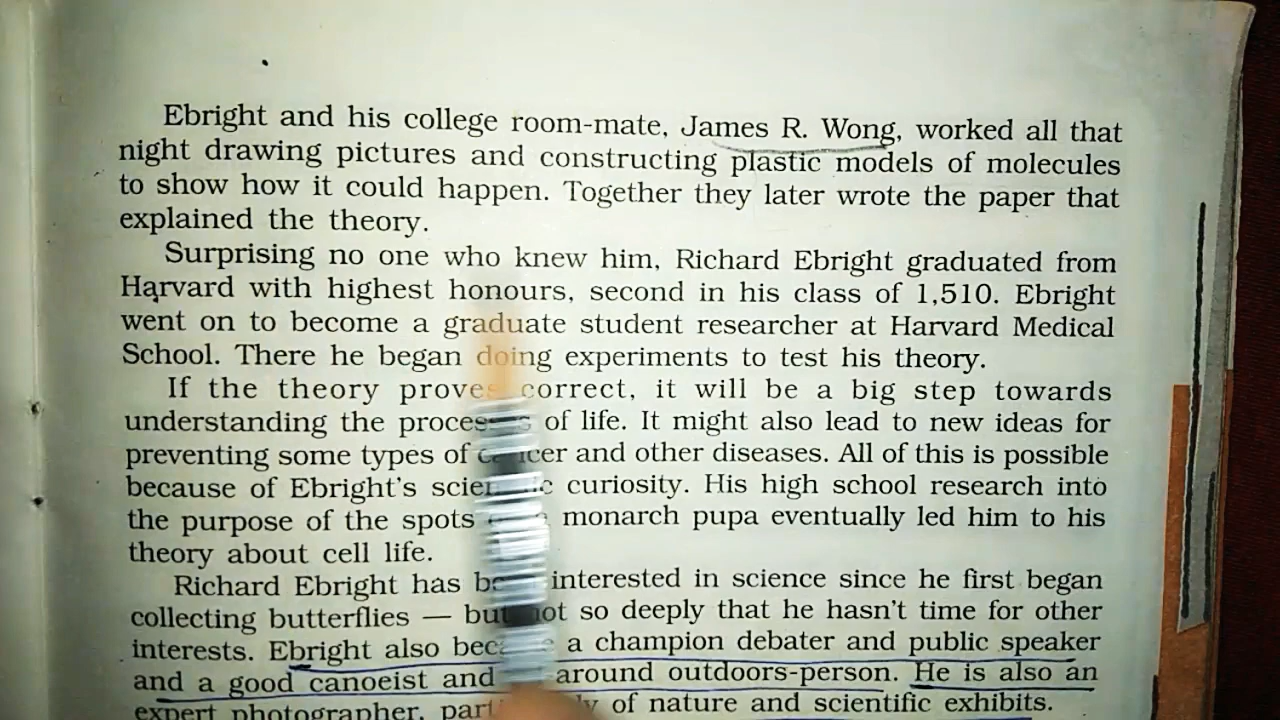 Ebright and his college room-mate, James R. Wong, worked all that
night drawing pictures and constructing plastic models of molecules
to show how it could happen. Together they later wrote the paper that
explained the theory.
Surprising no one who knew him, Richard Ebright graduated from
Harvard with highest honours, second in his class of 1,510. Ebright
went on to become a graduate student researcher at Harvard Medical
School. There he began doing experiments to test his theory.
If the theory proves correct, it will be a big step towards
understanding the processes of life. It might also lead to new ideas for
preventing some types of cancer and other diseases. All of this is possible
because of Ebright's scientific curiosity. His high school research into
the purpose of the spots monarch pupa eventually led him to his
theory about cell life.
Richard Ebright has been interested in science since he first began
collecting butterflies — but not so deeply that he hasn't time for other
interests. Ebright also became a champion debater and public speaker
and a good canoeist and around outdoors-person. He is also an
expert photographer, of nature and scientific exhibits.